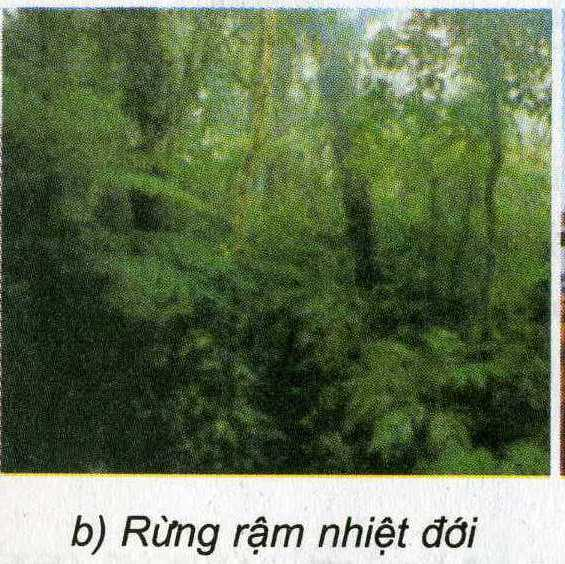 b) Rừng rậm nhiệt đới